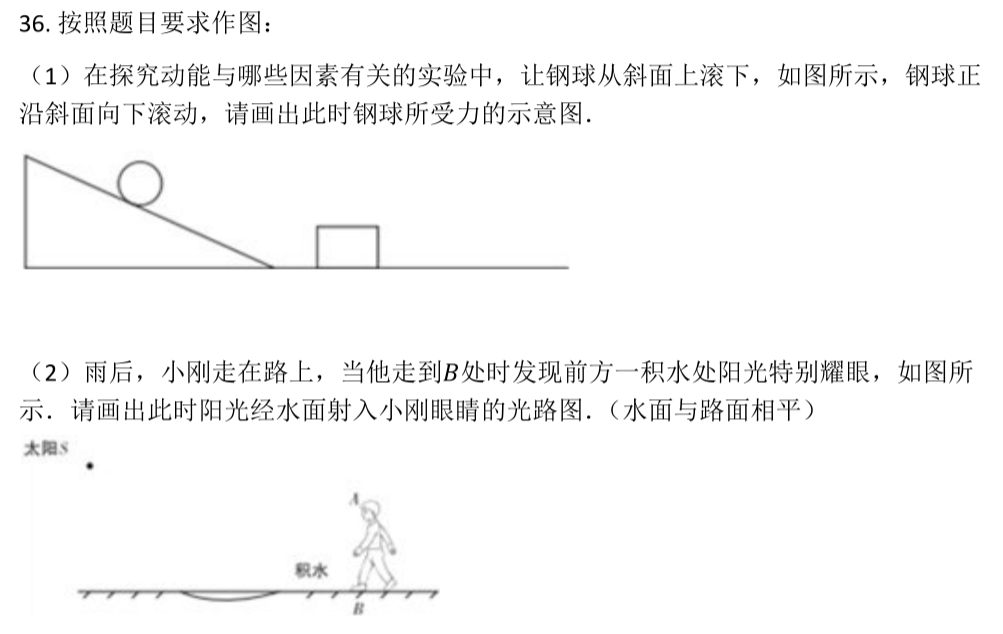 36. 按照题目要求作图：
（1）在探究动能与哪些因素有关的实验中，让钢球从斜面上滚下，如图所示，钢球正
沿斜面向下滚动，请画出此时钢球所受力的示意图．
（2）雨后，小刚走在路上，当他走到B处时发现前方一积水处阳光特别耀眼，如图所
示．请画出此时阳光经水面射入小刚眼睛的光路图．（水面与路面相平）
太阳S
A
积水
B